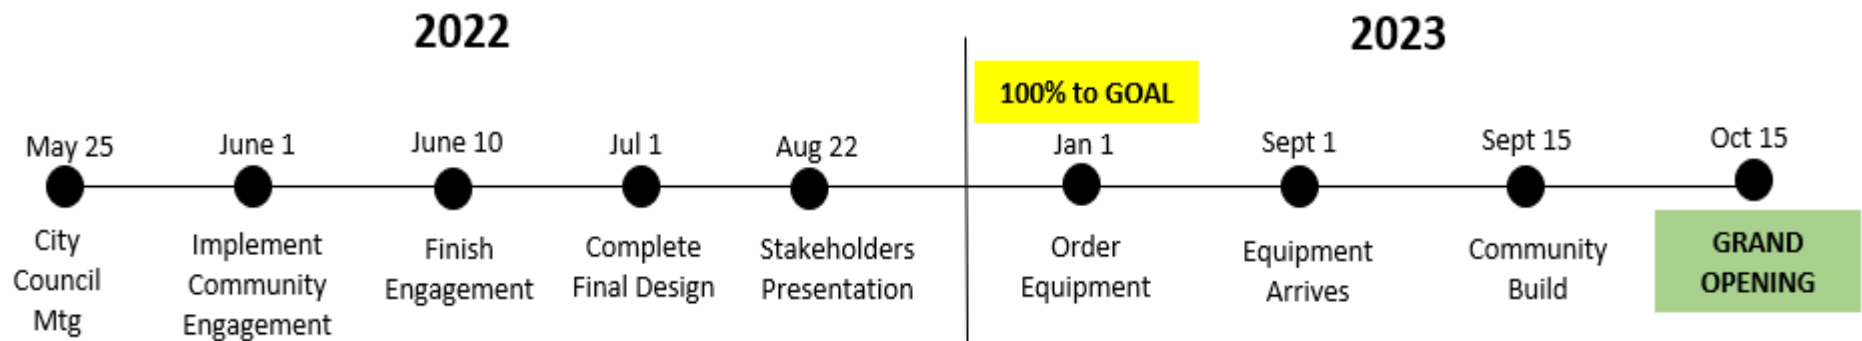 2022
2023
100% to GOAL
May 25
June 1
June 10
Jul 1
Aug 22
Jan 1
Sept 1
Sept 15
Oct 15
City
Council
Mtg
Implement
Community
Engagement
Finish
Engagement
Complete
Final Design
Stakeholders
Presentation
Order
Equipment
Equipment
Arrives
Community
Build
GRAND
OPENING